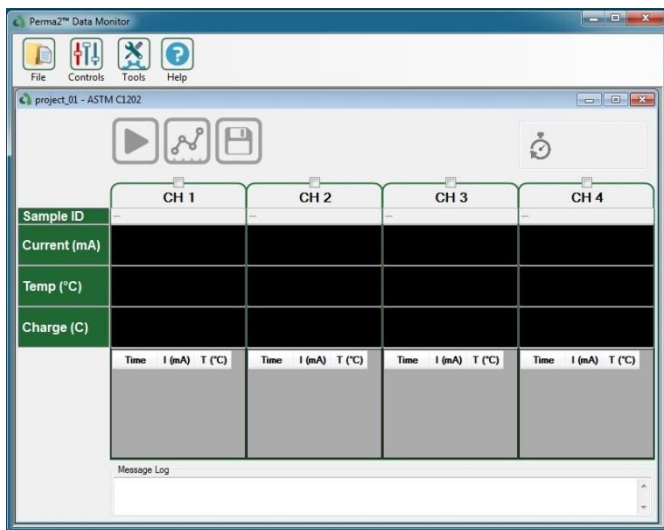 Perma2™ Data Monitor
File Controls Tools Help
project_01 - ASTM C1202
CH 1 CH 2 CH 3 CH 4
Sample ID -- -- -- --
Current (mA)
Temp (°C)
Charge (C)
Time I (mA) T (°C) Time I (mA) T (°C) Time I (mA) T (°C) Time I (mA) T (°C)
Message Log